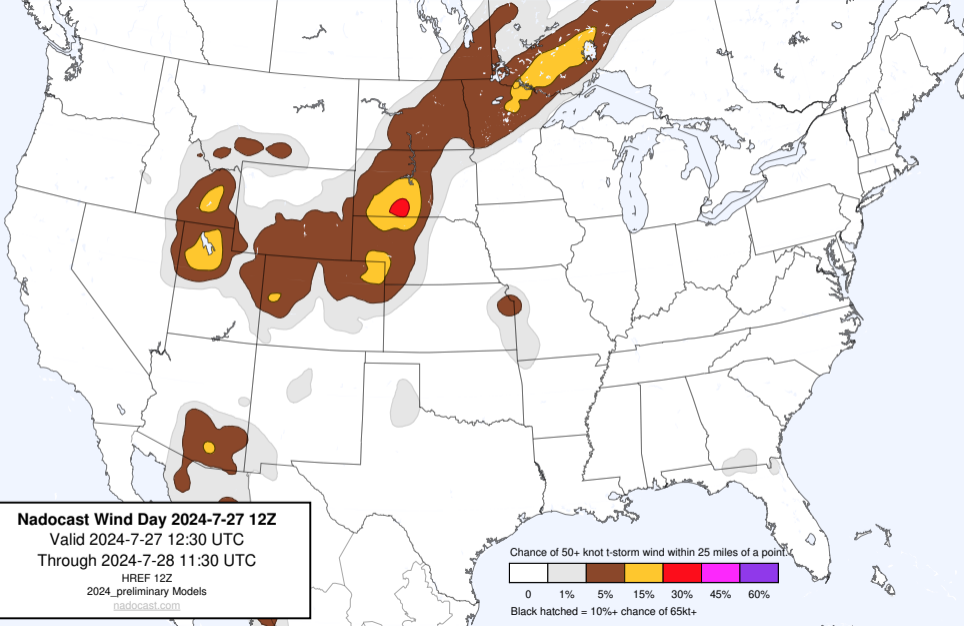 Nadocast Wind Day 2024-7-27 12Z
Valid 2024-7-27 12:30 UTC
Through 2024-7-28 11:30 UTC
HREF 12Z
2024_preliminary Models
nadocast.com
Chance of 50+ knot t-storm wind within 25 miles of a point.
0 1% 5% 15% 30% 45% 60%
Black hatched = 10%+ chance of 65kt+